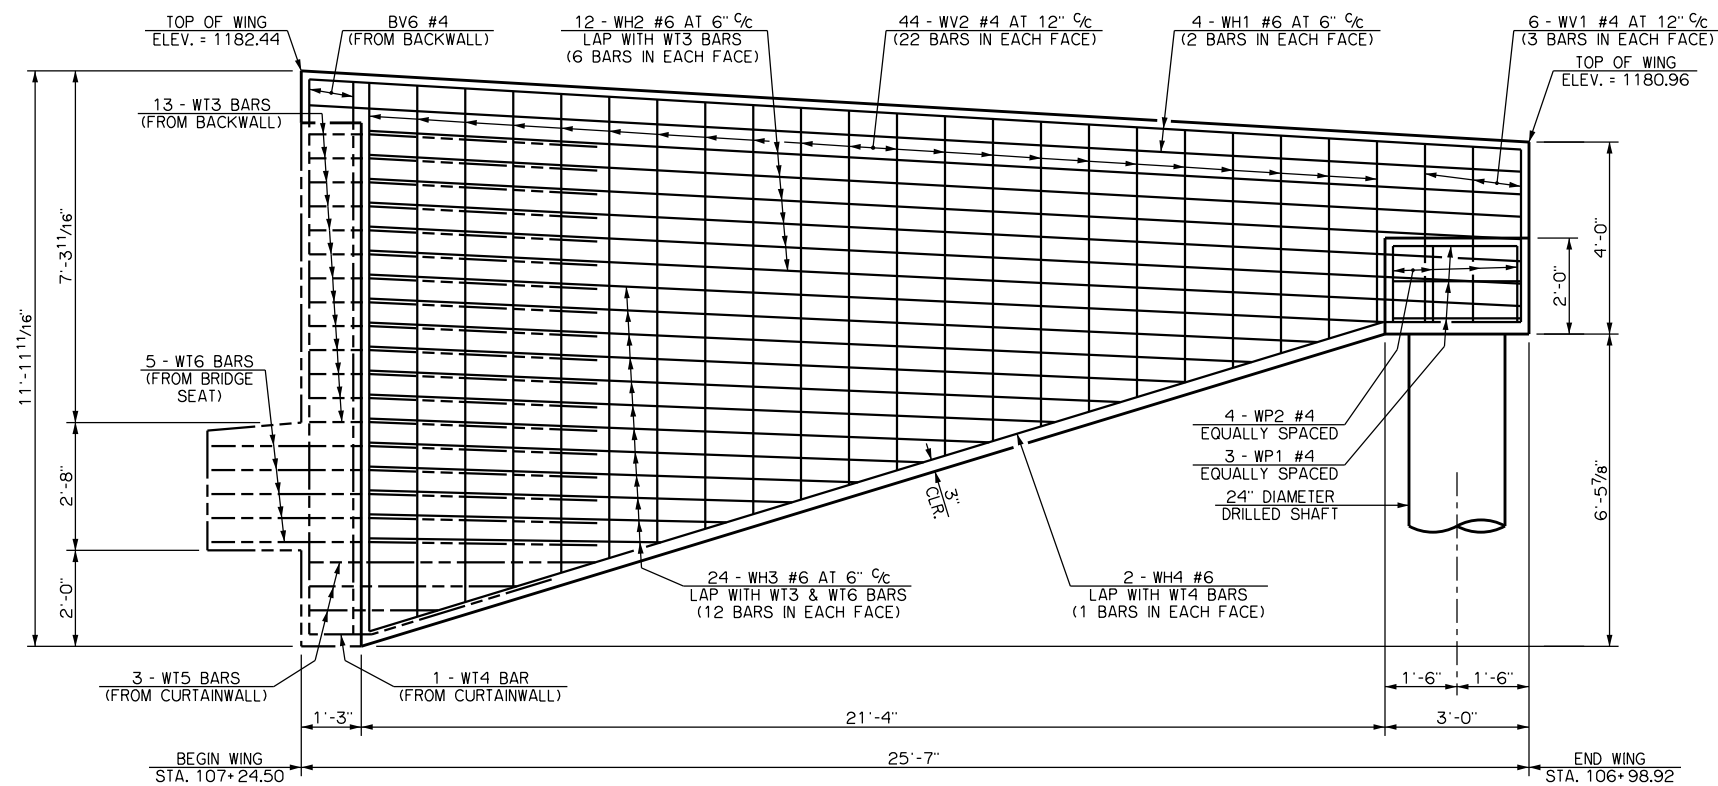 TOP OF WING
ELEV. = 1182.44
BV6 #4
(FROM BACKWALL)
12 - WH2 #6 AT 6" C/c
LAP WITH WT3 BARS
(6 BARS IN EACH FACE)
44 - WV2 #4 AT 12" C/c
(22 BARS IN EACH FACE)
4 - WH1 #6 AT 6" C/c
(2 BARS IN EACH FACE)
6 - WV1 #4 AT 12" C/c
(3 BARS IN EACH FACE)
TOP OF WING
ELEV. = 1180.96
13 - WT3 BARS
(FROM BACKWALL)
7'-3 11/16"
11'-11 11/16"
4'-0"
2'-0"
5 - WT6 BARS
(FROM BRIDGE
SEAT)
2'-8"
2'-0"
4 - WP2 #4
EQUALLY SPACED
3 - WP1 #4
EQUALLY SPACED
24" DIAMETER
DRILLED SHAFT
6'-5 7/8"
3"
CLR.
24 - WH3 #6 AT 6" C/c
LAP WITH WT3 & WT6 BARS
(12 BARS IN EACH FACE)
2 - WH4 #6
LAP WITH WT4 BARS
(1 BARS IN EACH FACE)
3 - WT5 BARS
(FROM CURTAINWALL)
1 - WT4 BAR
(FROM CURTAINWALL)
1'-6"
1'-6"
1'-3"
21'-4"
3'-0"
BEGIN WING
STA. 107+24.50
25'-7"
END WING
STA. 106+98.92